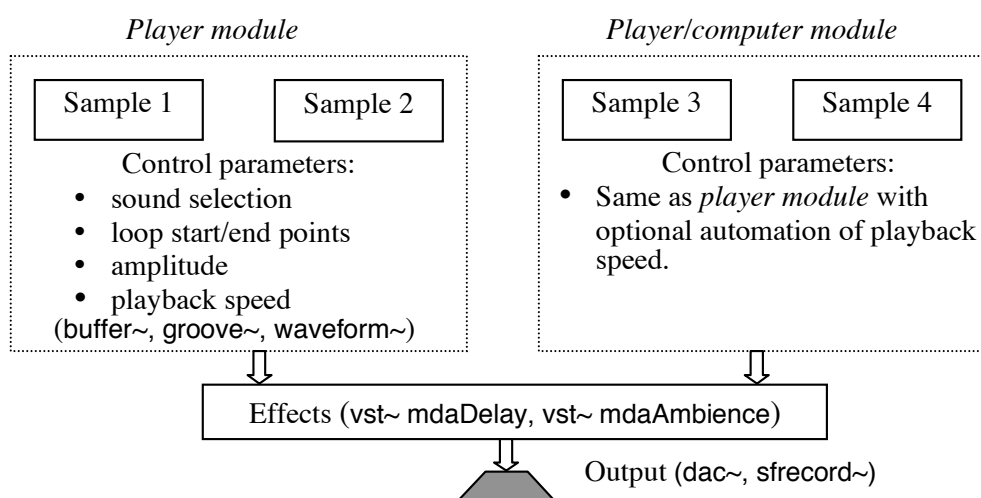 Player module
Sample 1
Sample 2
Control parameters:
• sound selection
• loop start/end points
• amplitude
• playback speed
(buffer~, groove~, waveform~)
Player/computer module
Sample 3
Sample 4
Control parameters:
• Same as player module with
optional automation of playback
speed.
Effects (vst~ mdaDelay, vst~ mdaAmbience)
Output (dac~, sfrecord~)